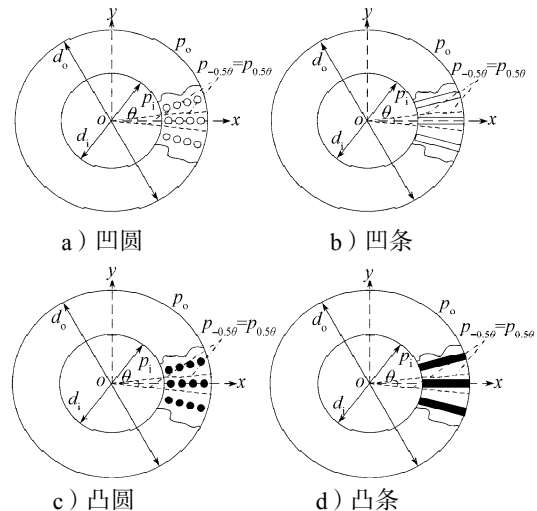 y
p_o
d_o
p_{-0.5θ}=p_{0.5θ}
p_i
o
θ
x
d_i
a）凹圆
y
p_o
d_o
p_{-0.5θ}=p_{0.5θ}
p_i
o
θ
x
d_i
b）凹条
y
p_o
d_o
p_{-0.5θ}=p_{0.5θ}
p_i
o
θ
x
d_i
c）凸圆
y
p_o
d_o
p_{-0.5θ}=p_{0.5θ}
p_i
o
θ
x
d_i
d）凸条